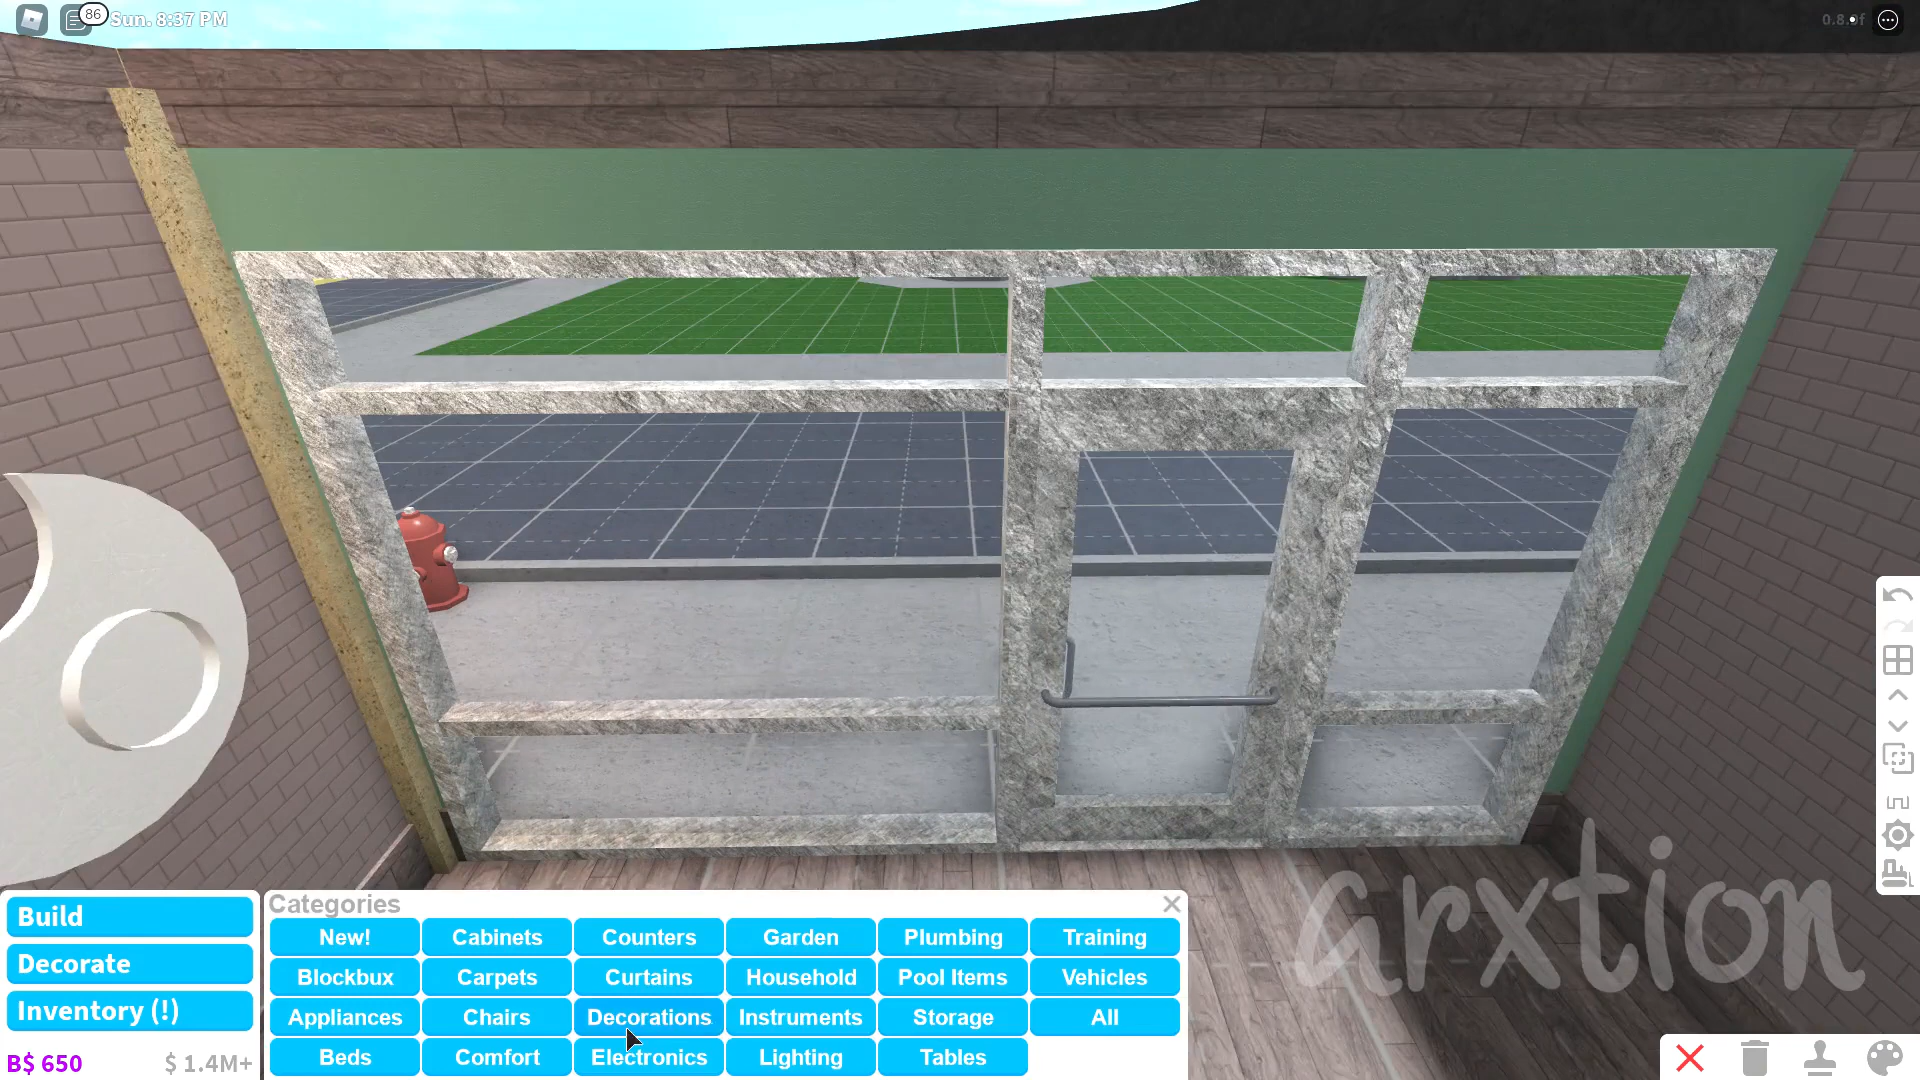 86
Sun. 8:37 PM
Build
Decorate
Inventory (!)
B$ 650
$ 1.4M+
Categories
New! Cabinets Counters Garden Plumbing Training
Blockbux Carpets Curtains Household Pool Items Vehicles
Appliances Chairs Decorations Instruments Storage All
Beds Comfort Electronics Lighting Tables
arxtion